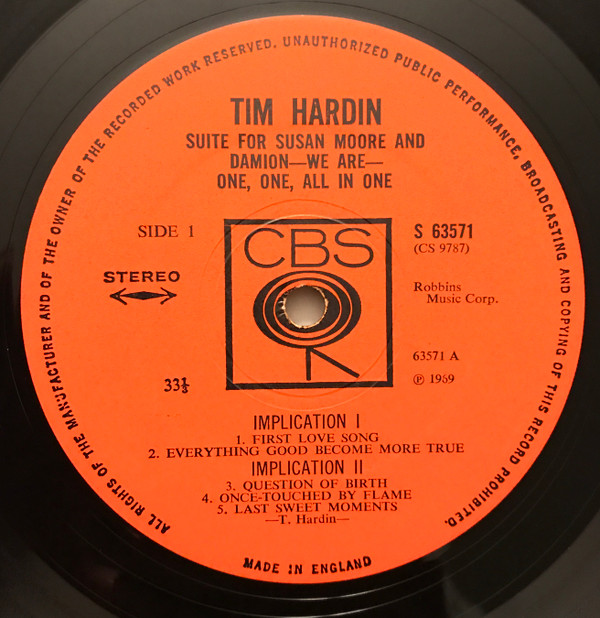 ALL RIGHTS OF THE MANUFACTURER AND OF THE OWNER OF THE RECORDED WORK RESERVED. UNAUTHORIZED PUBLIC PERFORMANCE, BROADCASTING AND COPYING OF THIS RECORD PROHIBITED.
TIM HARDIN
SUITE FOR SUSAN MOORE AND
DAMION—WE ARE—
ONE, ONE, ALL IN ONE
SIDE 1
CBS
S 63571
(CS 9787)
STEREO
Robbins
Music Corp.
63571 A
33⅓
℗ 1969
IMPLICATION I
1. FIRST LOVE SONG
2. EVERYTHING GOOD BECOME MORE TRUE
IMPLICATION II
3. QUESTION OF BIRTH
4. ONCE-TOUCHED BY FLAME
5. LAST SWEET MOMENTS
—T. Hardin—
MADE IN ENGLAND